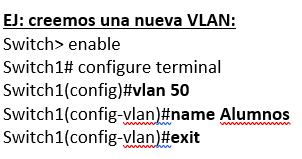 EJ: creemos una nueva VLAN:
Switch> enable
Switch1# configure terminal
Switch1(config)#vlan 50
Switch1(config-vlan)#name Alumnos
Switch1(config-vlan)#exit